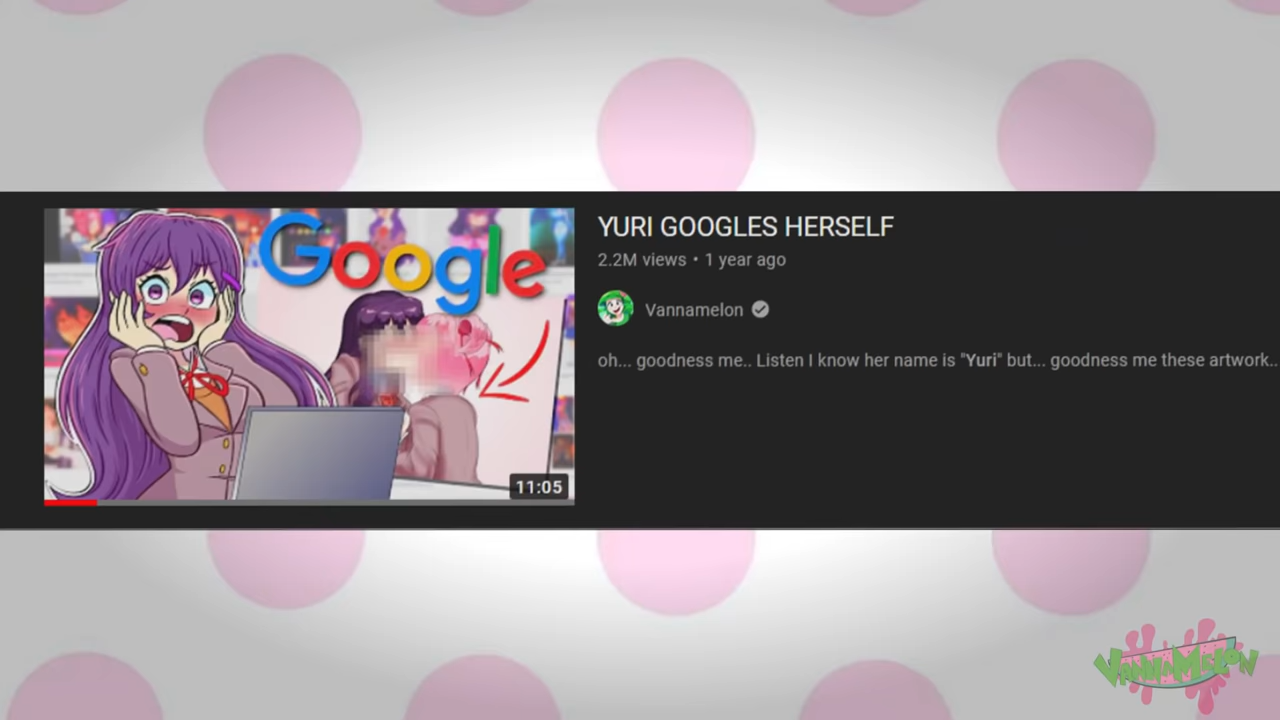 Google
11:05
YURI GOOGLES HERSELF
2.2M views • 1 year ago
Vannamelon
oh... goodness me.. Listen I know her name is "Yuri" but... goodness me these artwork..
VANNAMELON